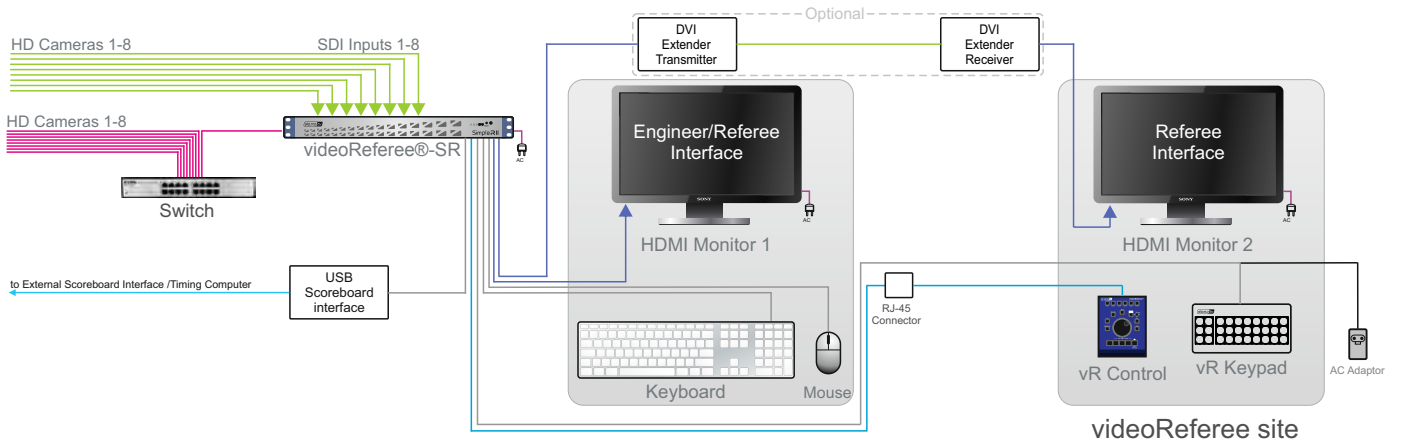 Optional
HD Cameras 1-8
SDI Inputs 1-8
DVI
Extender
Transmitter
DVI
Extender
Receiver
HD Cameras 1-8
videoReferee®-SR
AC
Switch
Engineer/Referee
Interface
SONY
AC
HDMI Monitor 1
Referee
Interface
SONY
AC
HDMI Monitor 2
to External Scoreboard Interface /Timing Computer
USB
Scoreboard
interface
RJ-45
Connector
Keyboard
Mouse
vR Control
vR Keypad
AC Adaptor
videoReferee site